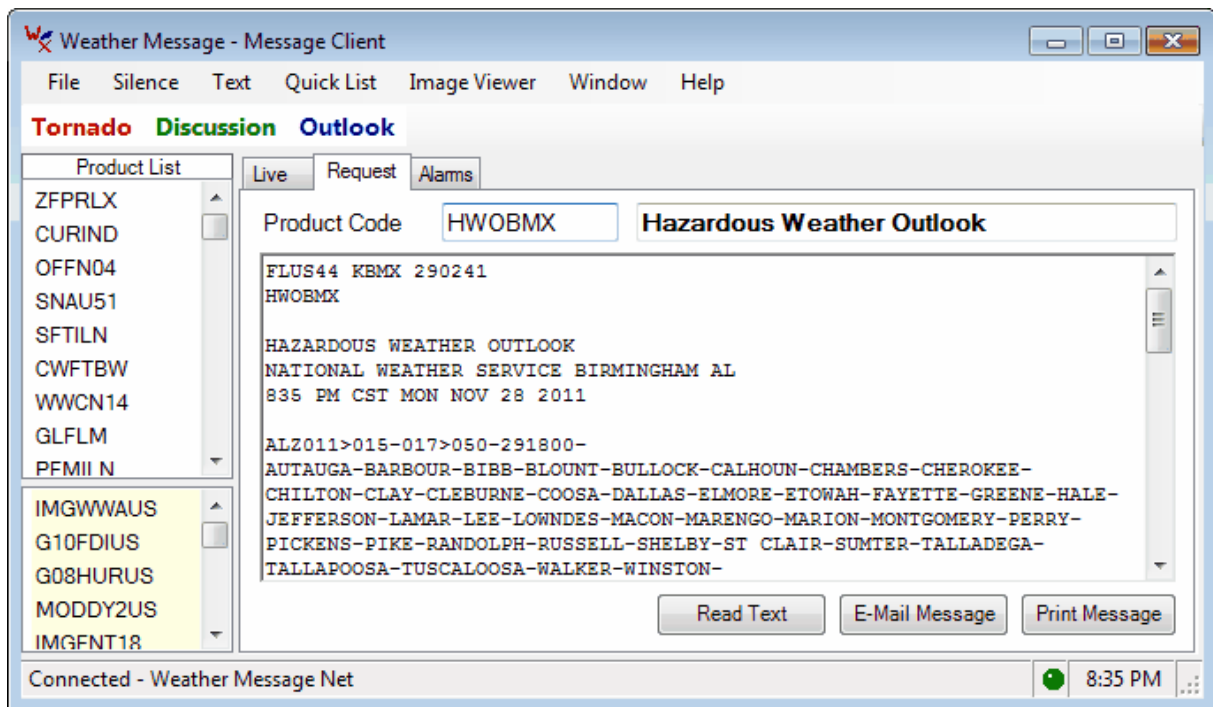 Weather Message - Message Client
File Silence Text Quick List Image Viewer Window Help
Tornado Discussion Outlook
Product List
ZFPRLX
CURIND
OFFN04
SNAU51
SFTILN
CWFTBW
WWCN14
GLFLM
PFMILN
IMGWWAUS
G10FDIUS
G08HURUS
MODDY2US
IMGENT18
Live Request Alarms
Product Code HWOBMX Hazardous Weather Outlook
FLUS44 KBMX 290241
HWOBMX
HAZARDOUS WEATHER OUTLOOK
NATIONAL WEATHER SERVICE BIRMINGHAM AL
835 PM CST MON NOV 28 2011
ALZ011>015-017>050-291800-
AUTAUGA-BARBOUR-BIBB-BLOUNT-BULLOCK-CALHOUN-CHAMBERS-CHEROKEE-
CHILTON-CLAY-CLEBURNE-COOSA-DALLAS-ELMORE-ETOWAH-FAYETTE-GREENE-HALE-
JEFFERSON-LAMAR-LEE-LOWNDES-MACON-MARENGO-MARION-MONTGOMERY-PERRY-
PICKENS-PIKE-RANDOLPH-RUSSELL-SHELBY-ST CLAIR-SUMTER-TALLADEGA-
TALLAPOOSA-TUSCALOOSA-WALKER-WINSTON-
Read Text E-Mail Message Print Message
Connected - Weather Message Net 8:35 PM